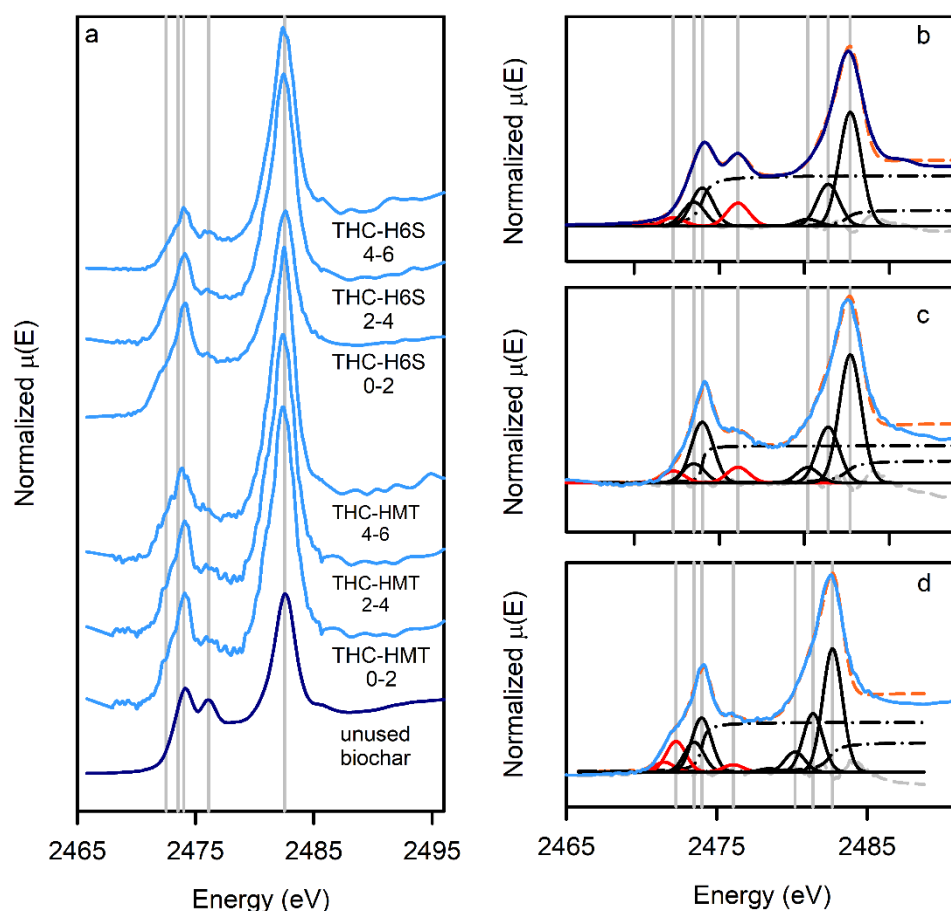 a
THC-H6S
4-6
THC-H6S
2-4
THC-H6S
0-2
THC-HMT
4-6
THC-HMT
2-4
THC-HMT
0-2
unused
biochar
Normalized μ(E)
2465 2475 2485 2495
Energy (eV)
b
Normalized μ(E)
c
Normalized μ(E)
d
Normalized μ(E)
2465 2475 2485
Energy (eV)